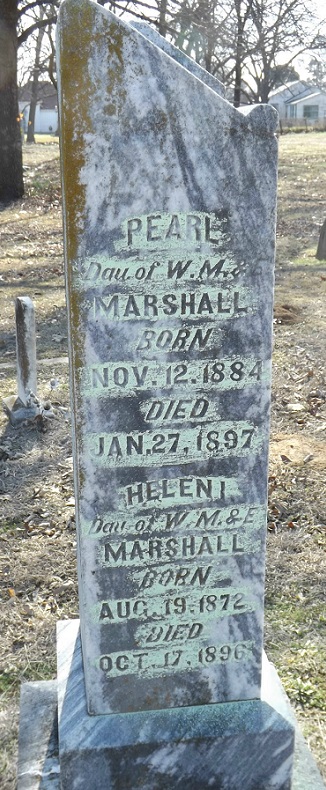 PEARL
Dau. of W. M. &
MARSHALL
BORN
NOV. 12. 1884
DIED
JAN. 27, 1897
HELEN I
Dau. of W. M. & E
MARSHALL
BORN
AUG. 19. 1872
DIED
OCT. 17. 1896